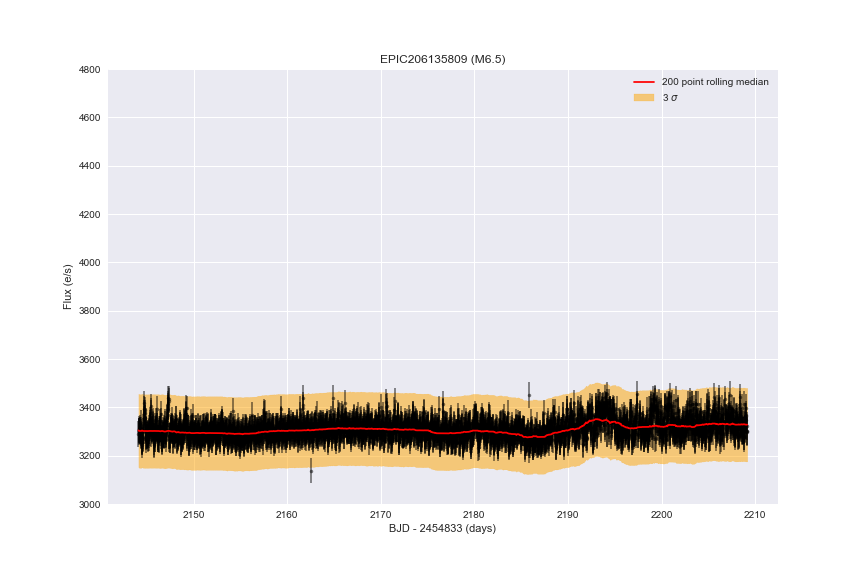 EPIC206135809 (M6.5)
200 point rolling median
3 σ
4800
4600
4400
4200
4000
3800
3600
3400
3200
3000
Flux (e/s)
2150 2160 2170 2180 2190 2200 2210
BJD - 2454833 (days)